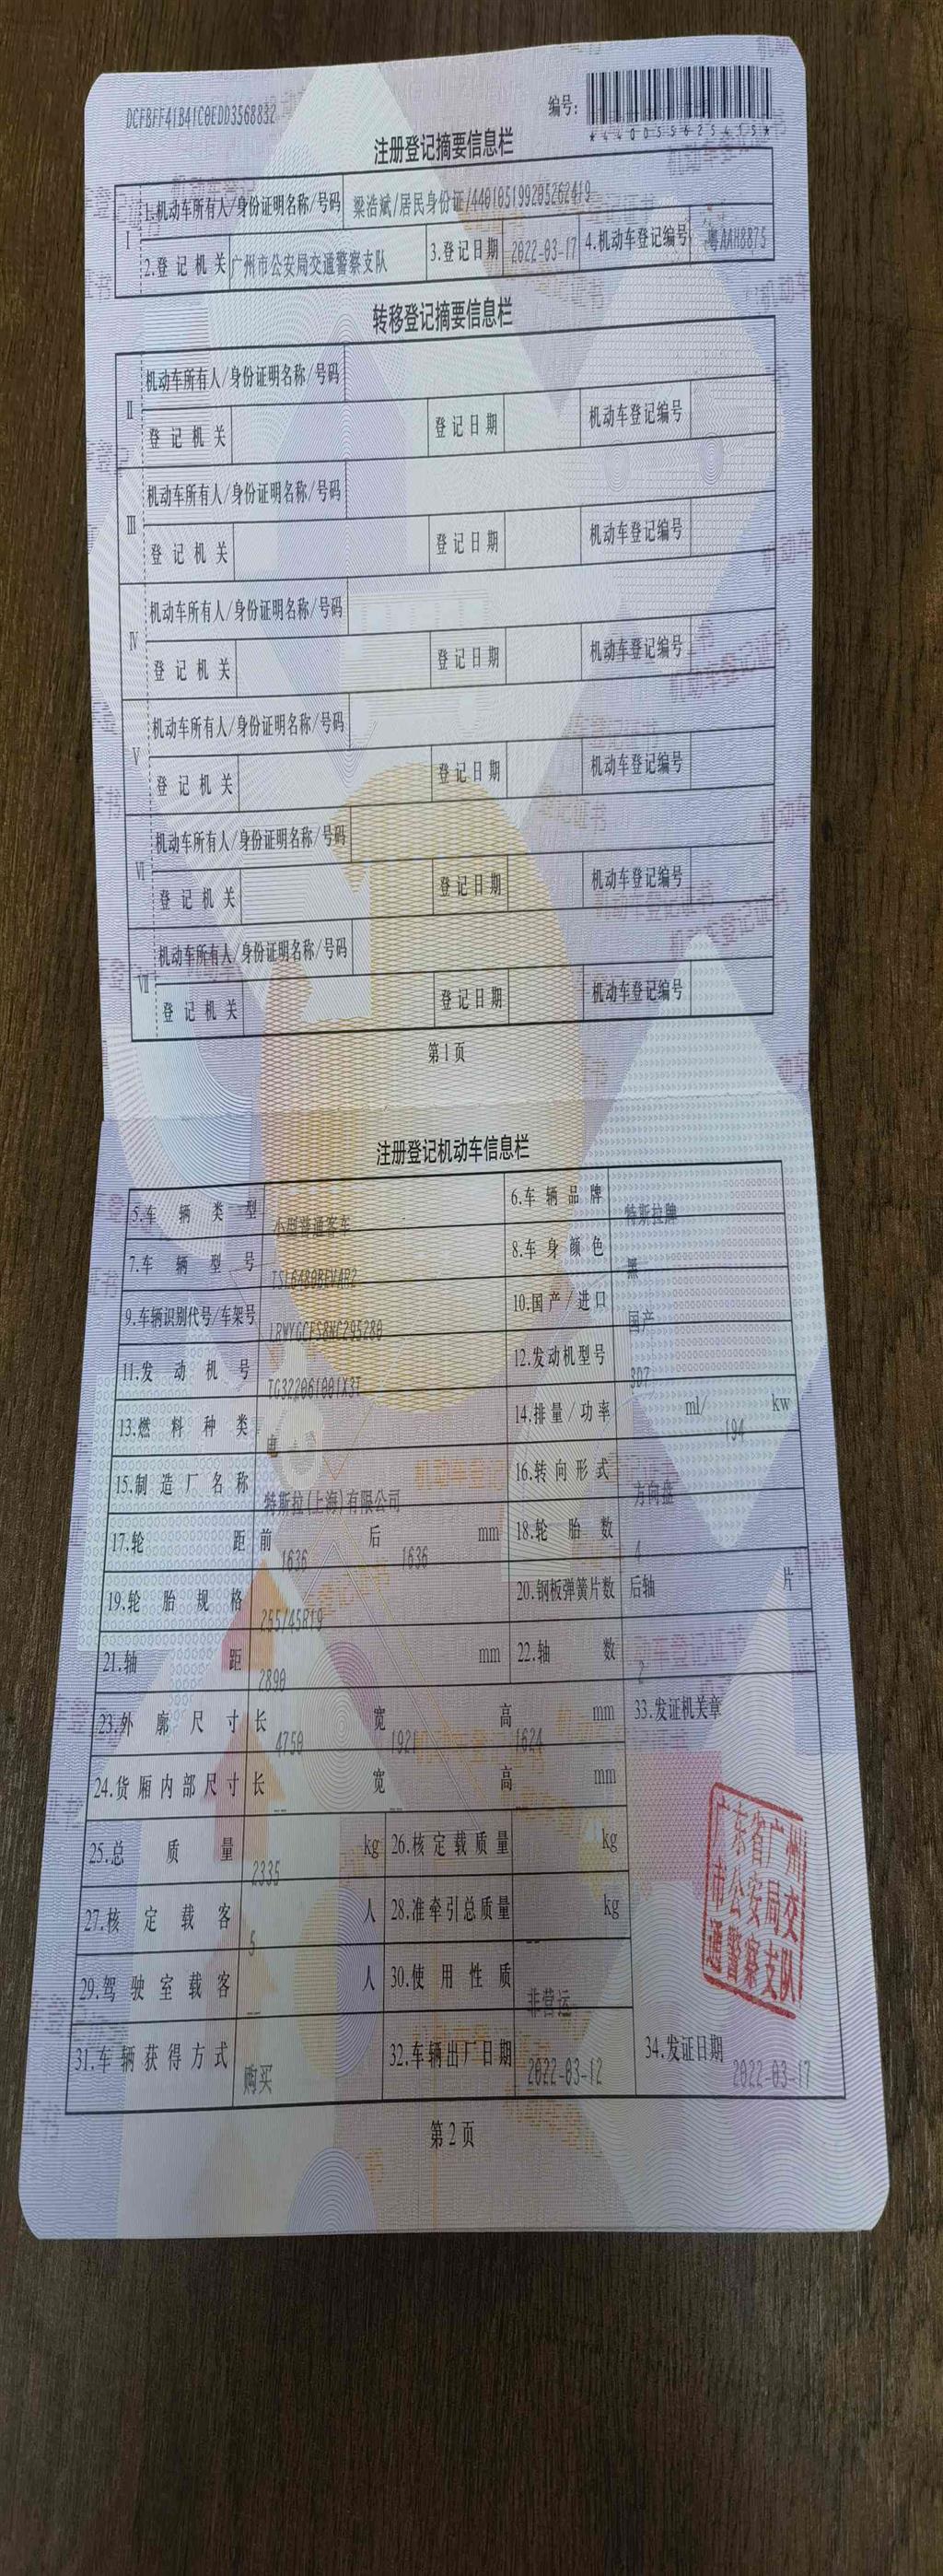 DCFBFF41B41C0EDD3568832
编号:
*440055625415*
注册登记摘要信息栏
Ⅰ 1.机动车所有人/身份证明名称/号码 梁浩斌/居民身份证/440105199205262419
2.登记机关 广州市公安局交通警察支队 3.登记日期 2022-03-17 4.机动车登记编号 粤AAH8875
转移登记摘要信息栏
Ⅱ 机动车所有人/身份证明名称/号码
登记机关 登记日期 机动车登记编号
Ⅲ 机动车所有人/身份证明名称/号码
登记机关 登记日期 机动车登记编号
Ⅳ 机动车所有人/身份证明名称/号码
登记机关 登记日期 机动车登记编号
Ⅴ 机动车所有人/身份证明名称/号码
登记机关 登记日期 机动车登记编号
Ⅵ 机动车所有人/身份证明名称/号码
登记机关 登记日期 机动车登记编号
Ⅶ 机动车所有人/身份证明名称/号码
登记机关 登记日期 机动车登记编号
第1页
注册登记机动车信息栏
5.车辆类型 小型普通客车 6.车辆品牌 特斯拉牌
7.车辆型号 TSL6480BEVAR2 8.车身颜色 黑
9.车辆识别代号/车架号 LRWYGCFS8NC295280 10.国产/进口 国产
11.发动机号 TG322061001X3T 12.发动机型号 3D7
13.燃料种类 电 14.排量/功率 ml/ 194 kw
15.制造厂名称 特斯拉(上海)有限公司 16.转向形式 方向盘
17.轮距 前 1636 后 1636 mm 18.轮胎数 4
19.轮胎规格 255/45R19 20.钢板弹簧片数 后轴 片
21.轴距 2890 mm 22.轴数 2
23.外廓尺寸 长 4750 宽 1921 高 1624 mm 33.发证机关章
24.货厢内部尺寸 长 -- 宽 -- 高 -- mm
25.总质量 2335 kg 26.核定载质量 kg
27.核定载客 5 人 28.准牵引总质量 -- kg
29.驾驶室载客 -- 人 30.使用性质 非营运
广东省广州
市公安局交
通警察支队
31.车辆获得方式 购买 32.车辆出厂日期 2022-03-12 34.发证日期 2022-03-17
第2页